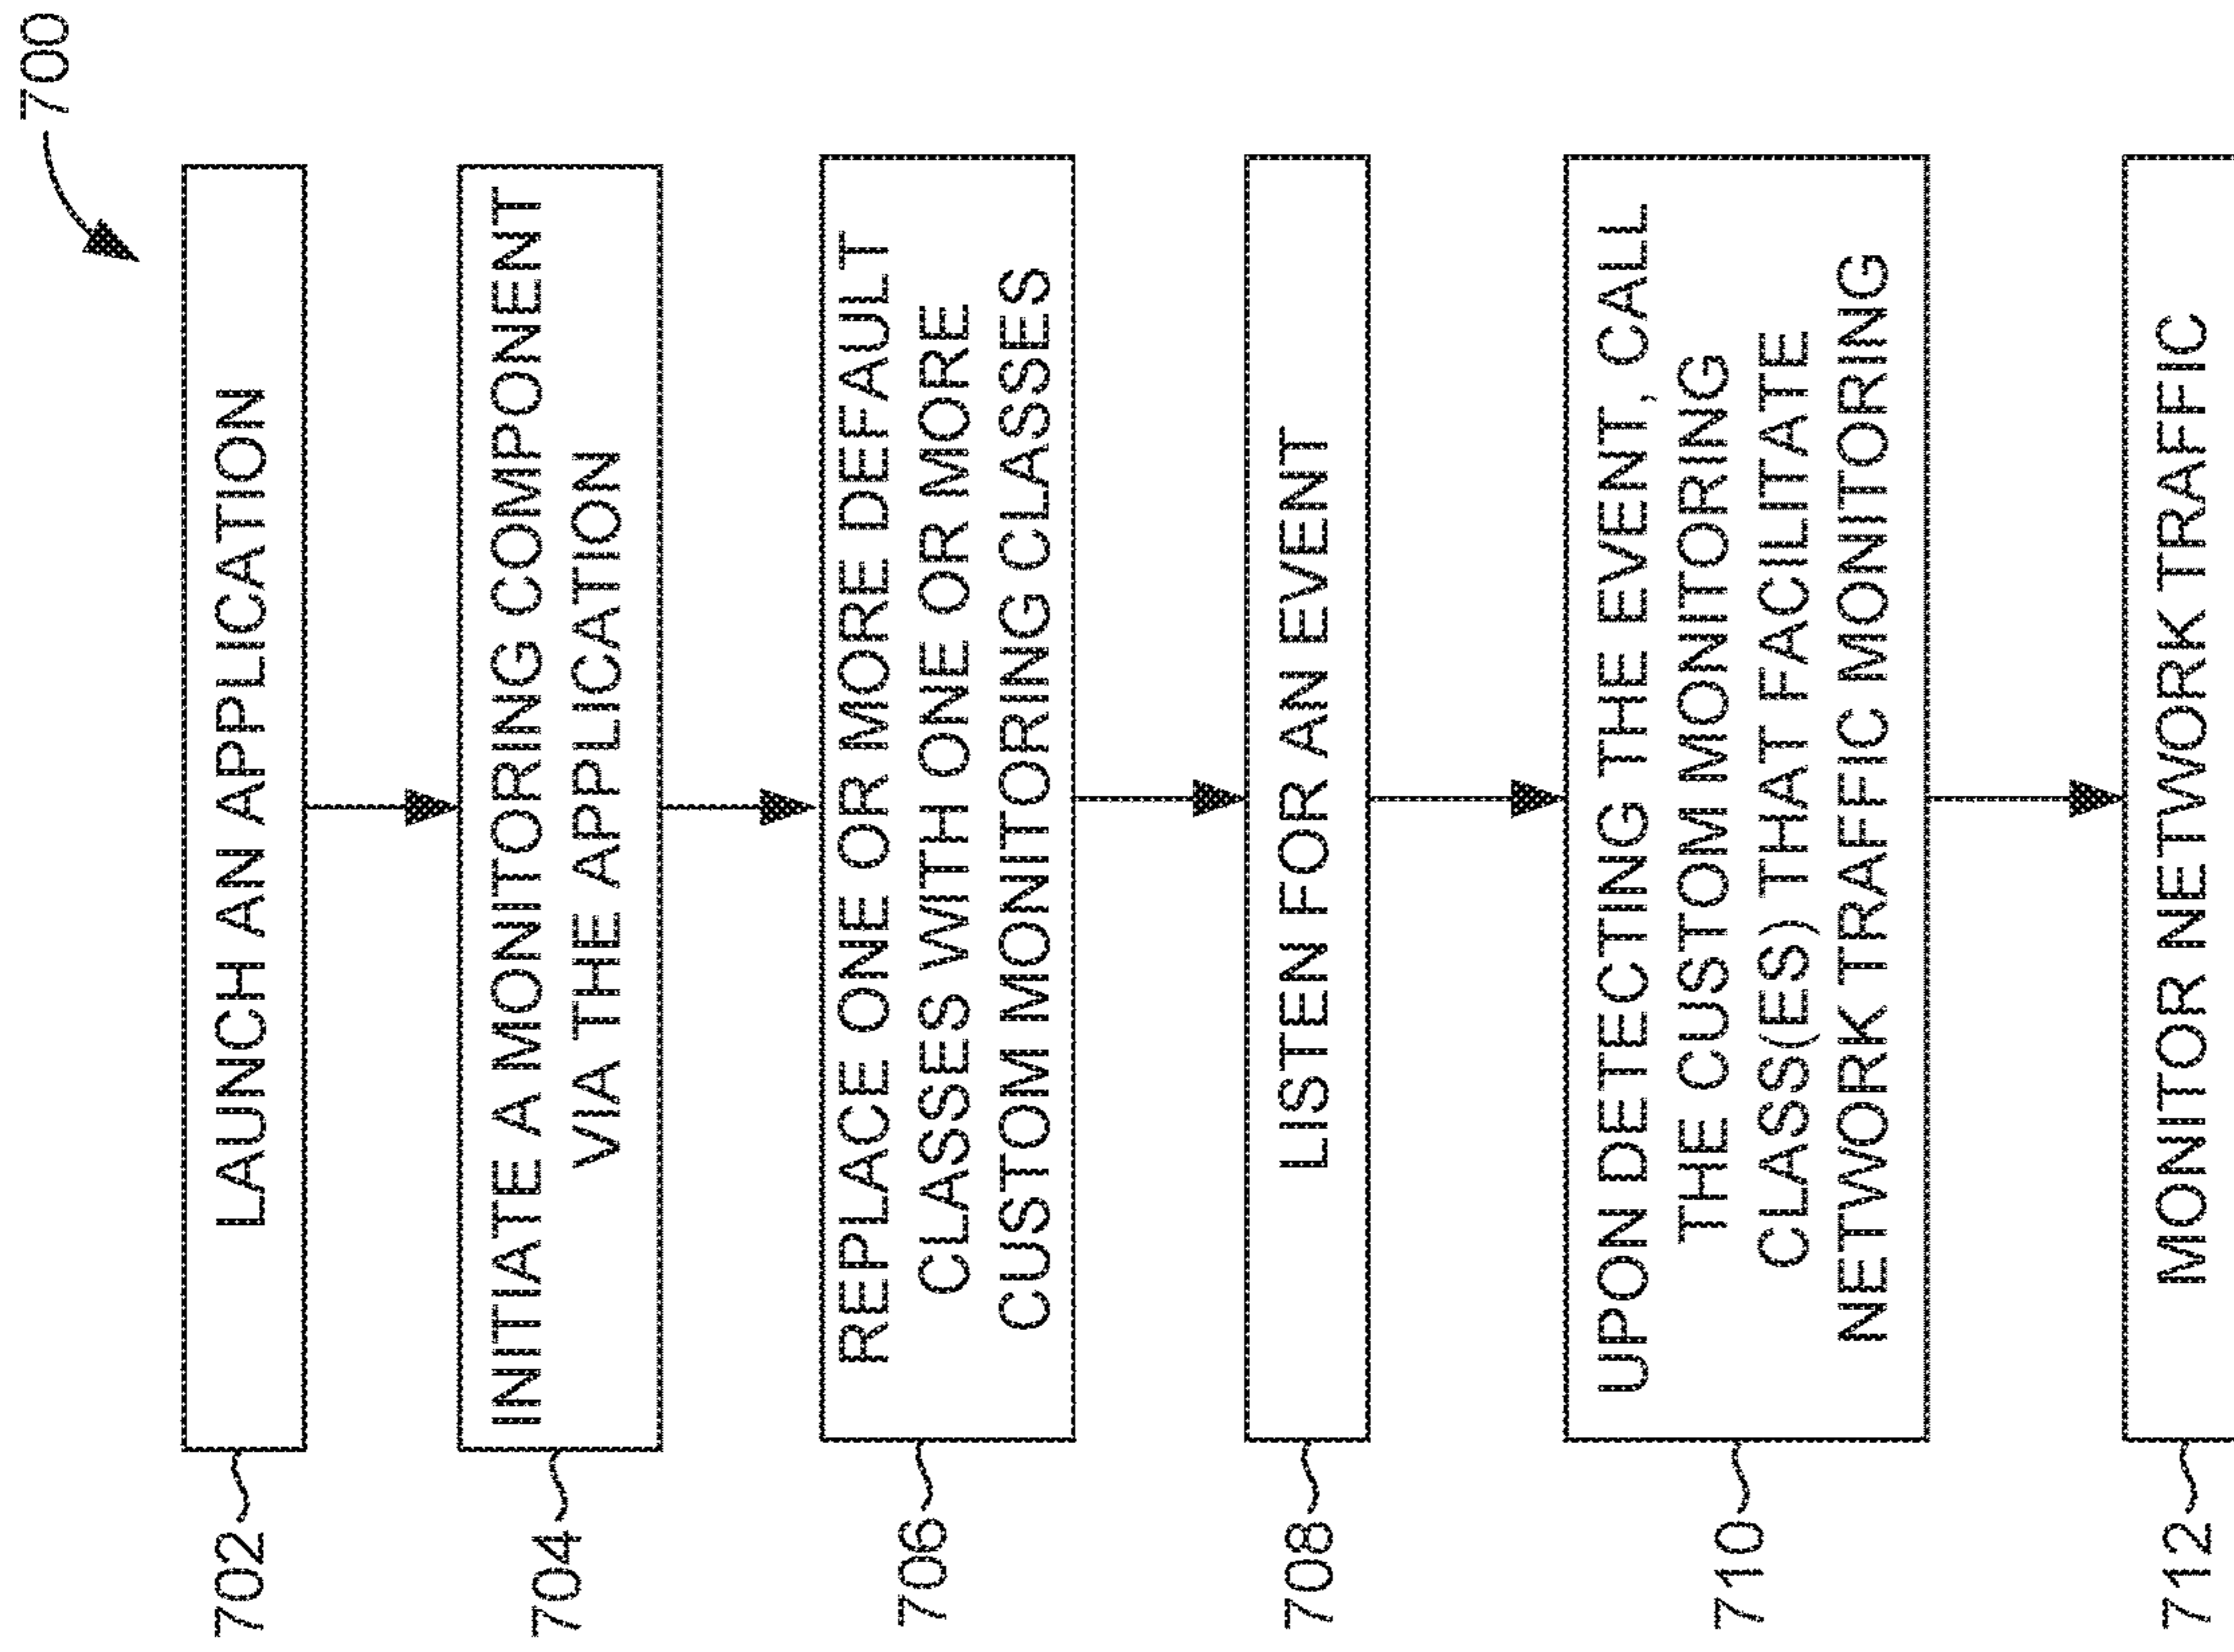 700
702
LAUNCH AN APPLICATION
704
INITIATE A MONITORING COMPONENT
VIA THE APPLICATION
706
REPLACE ONE OR MORE DEFAULT
CLASSES WITH ONE OR MORE
CUSTOM MONITORING CLASSES
708
LISTEN FOR AN EVENT
710
UPON DETECTING THE EVENT, CALL
THE CUSTOM MONITORING
CLASS(ES) THAT FACILITATE
NETWORK TRAFFIC MONITORING
712
MONITOR NETWORK TRAFFIC